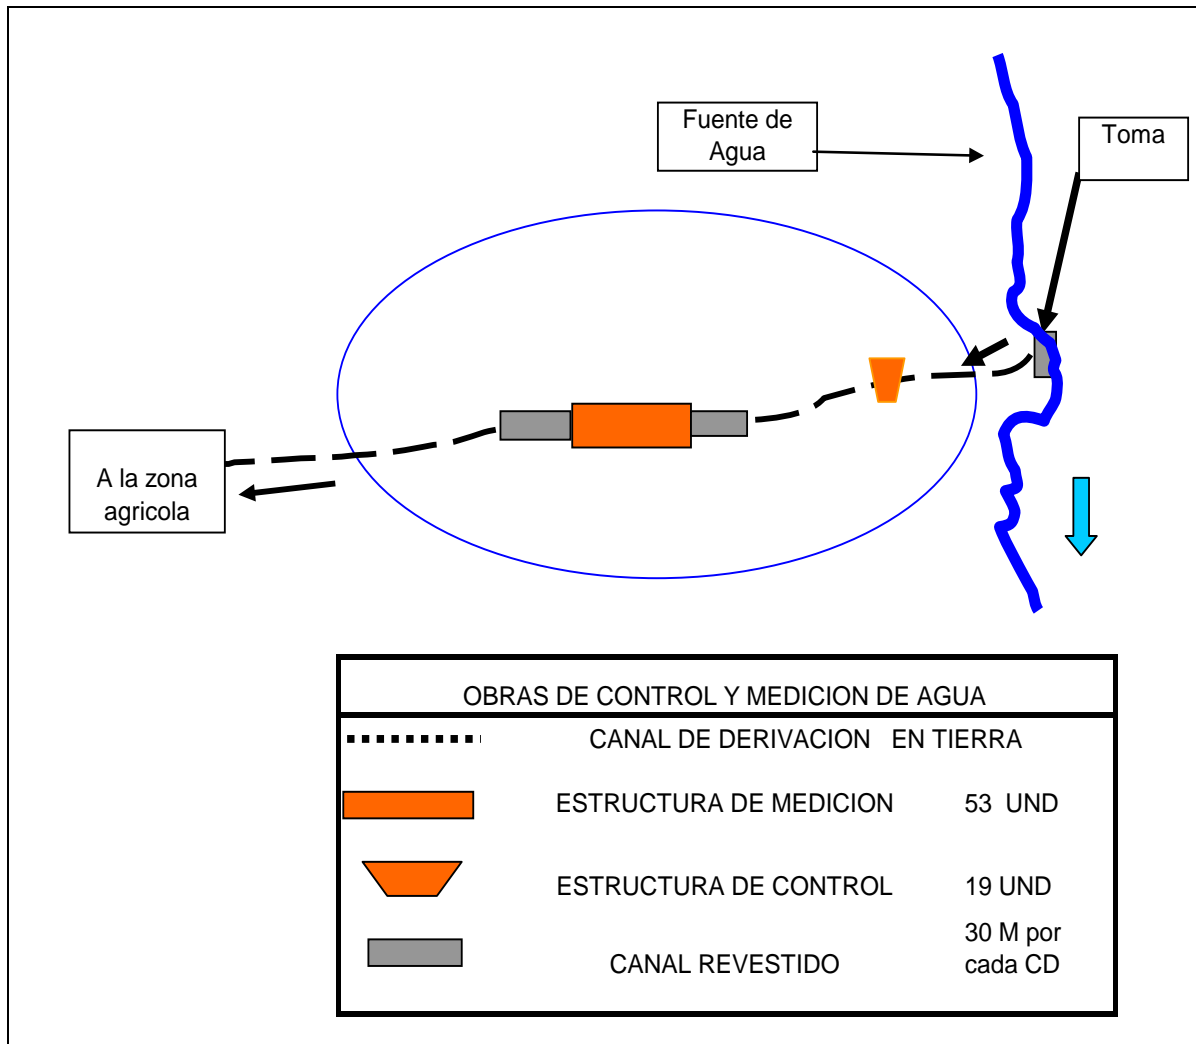 Fuente de
Agua
Toma
A la zona
agricola
OBRAS DE CONTROL Y MEDICION DE AGUA
CANAL DE DERIVACION EN TIERRA
ESTRUCTURA DE MEDICION 53 UND
ESTRUCTURA DE CONTROL 19 UND
CANAL REVESTIDO
30 M por
cada CD